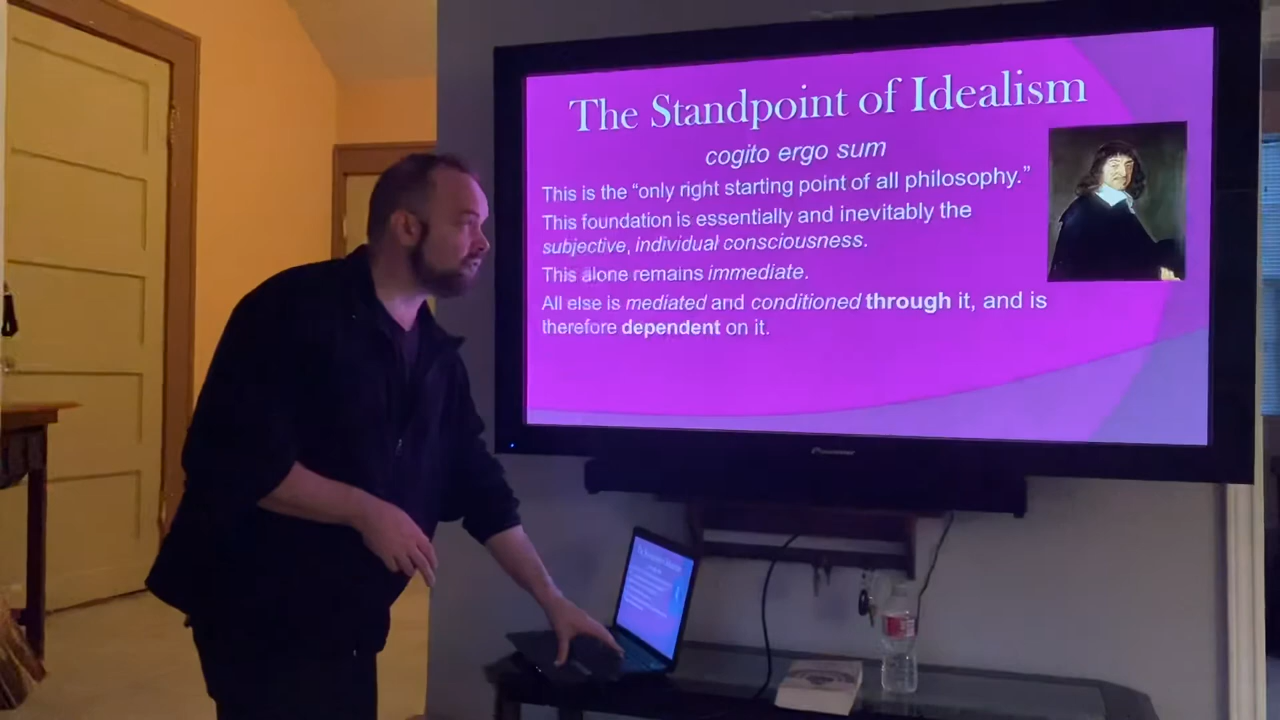 The Standpoint of Idealism
cogito ergo sum
This is the “only right starting point of all philosophy.”
This foundation is essentially and inevitably the
subjective, individual consciousness.
This alone remains immediate.
All else is mediated and conditioned through it, and is
therefore dependent on it.